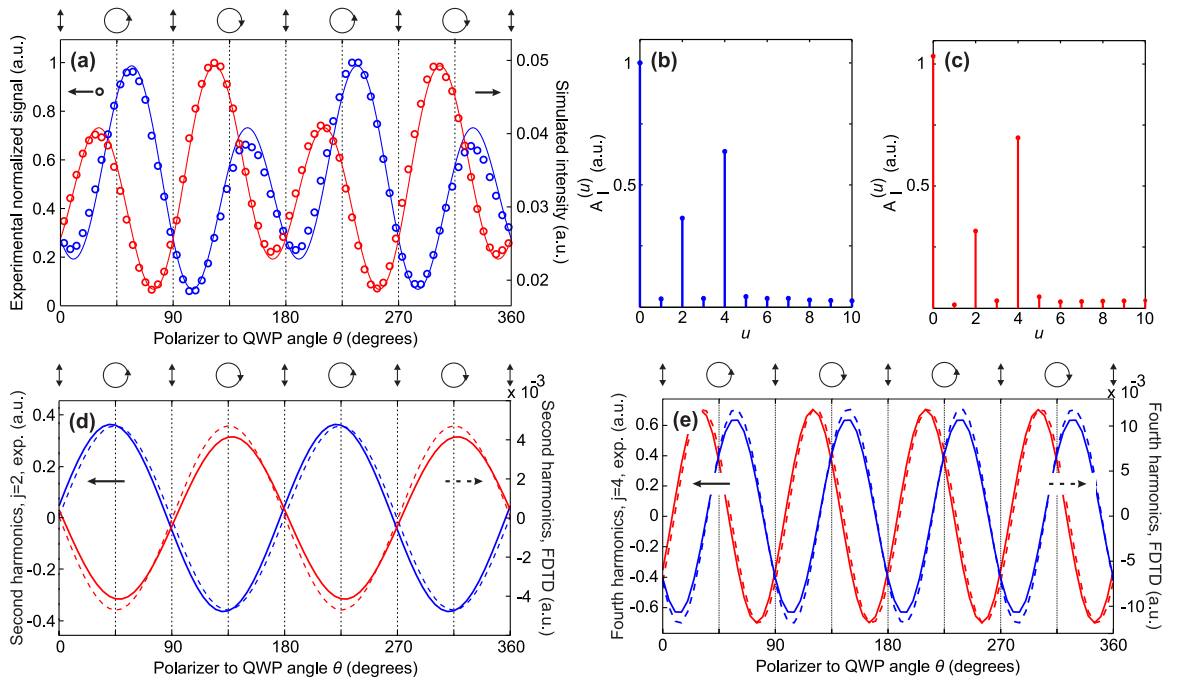 (a)
Experimental normalized signal (a.u.)
1
0.8
0.6
0.4
0.2
0
0.05
0.04
0.03
0.02
Simulated intensity (a.u.)
0 90 180 270 360
Polarizer to QWP angle θ (degrees)
(b)
A_I^(u) (a.u.)
1
0.5
0 2 4 6 8 10
u
(c)
1
0.5
0 2 4 6 8 10
u
(d)
Second harmonics, j=2, exp. (a.u.)
0.4
0.2
0
-0.2
-0.4
x 10⁻³
4
2
0
-2
-4
Second harmonics, FDTD (a.u.)
0 90 180 270 360
Polarizer to QWP angle θ (degrees)
(e)
Fourth harmonics, j=4, exp. (a.u.)
0.6
0.4
0.2
0
-0.2
-0.4
-0.6
x 10⁻³
10
5
0
-5
-10
Fourth harmonics, FDTD (a.u.)
0 90 180 270 360
Polarizer to QWP angle θ (degrees)